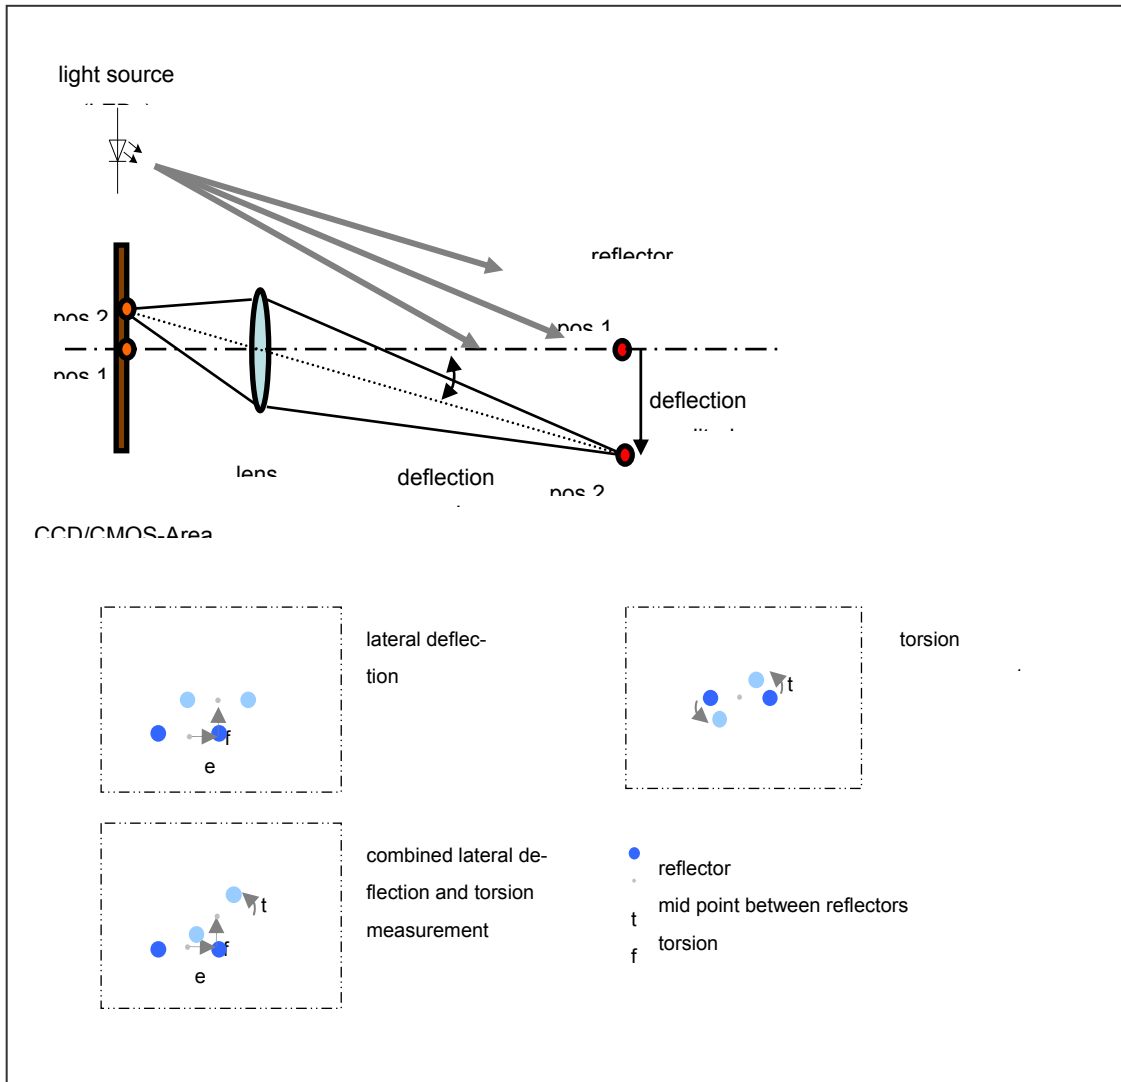 light source
reflector
pos 2
pos 1
pos 1
deflection
lens
deflection
pos 2
CCD/CMOS-Area
lateral deflec-
tion
f
e
torsion
t
combined lateral de-
flection and torsion
measurement
t
f
e
reflector
mid point between reflectors
t torsion
f